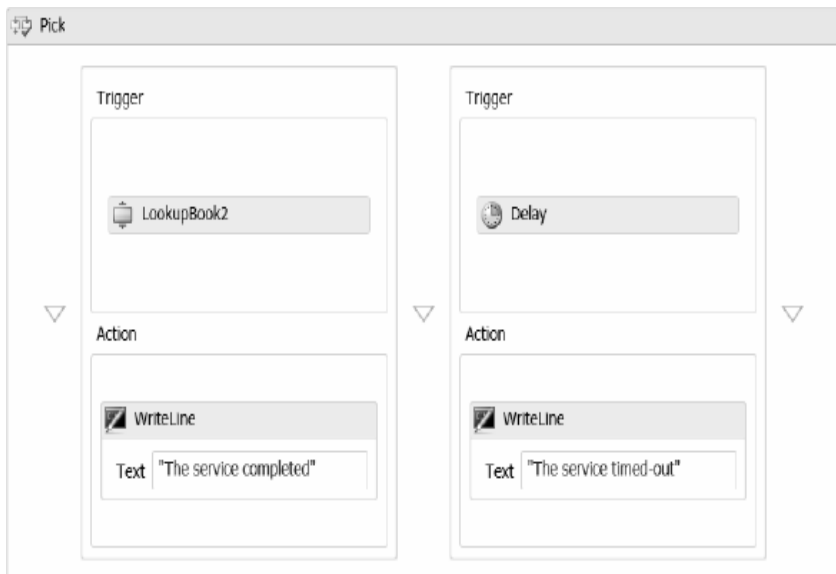 Pick
Trigger
LookupBook2
Action
WriteLine
Text "The service completed"
Trigger
Delay
Action
WriteLine
Text "The service timed-out"